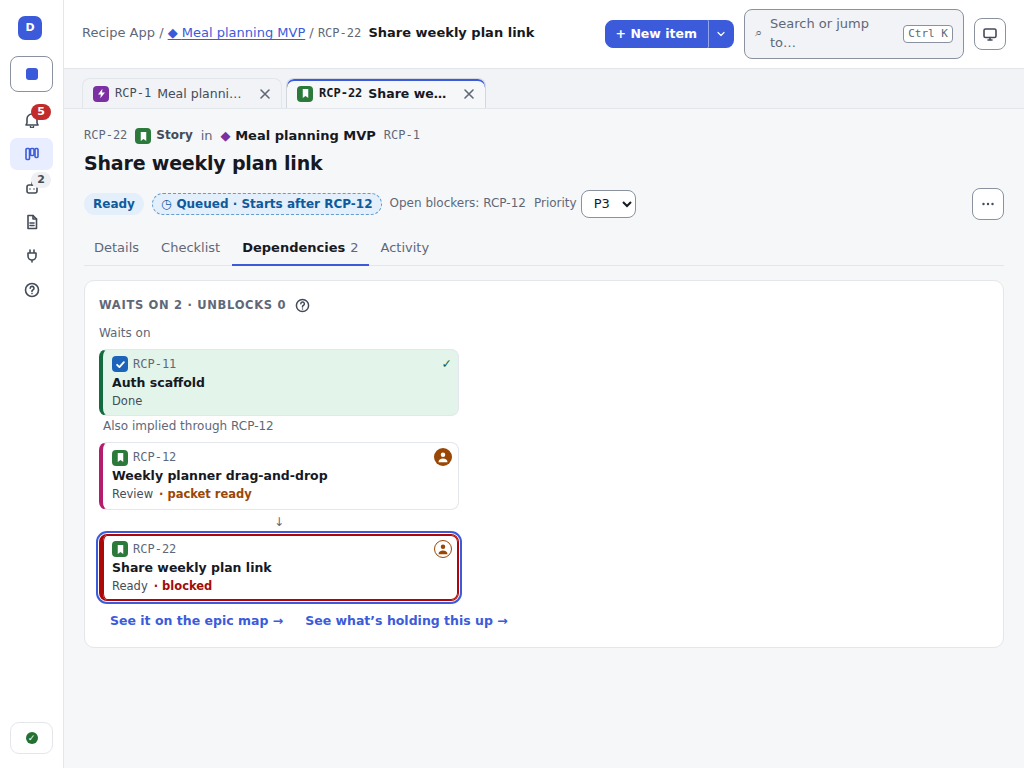 D
Recipe App / ◆ Meal planning MVP / RCP-22 Share weekly plan link
+ New item
Search or jump to…
Ctrl K
5
2
RCP-1 Meal planni…
RCP-22 Share we…
RCP-22 Story in ◆ Meal planning MVP RCP-1
Share weekly plan link
Ready
Queued · Starts after RCP-12
Open blockers: RCP-12 Priority P3
Details Checklist Dependencies 2 Activity
WAITS ON 2 · UNBLOCKS 0
Waits on
RCP-11 ✓
Auth scaffold
Done
Also implied through RCP-12
RCP-12
Weekly planner drag-and-drop
Review · packet ready
↓
RCP-22
Share weekly plan link
Ready · blocked
See it on the epic map → See what’s holding this up →